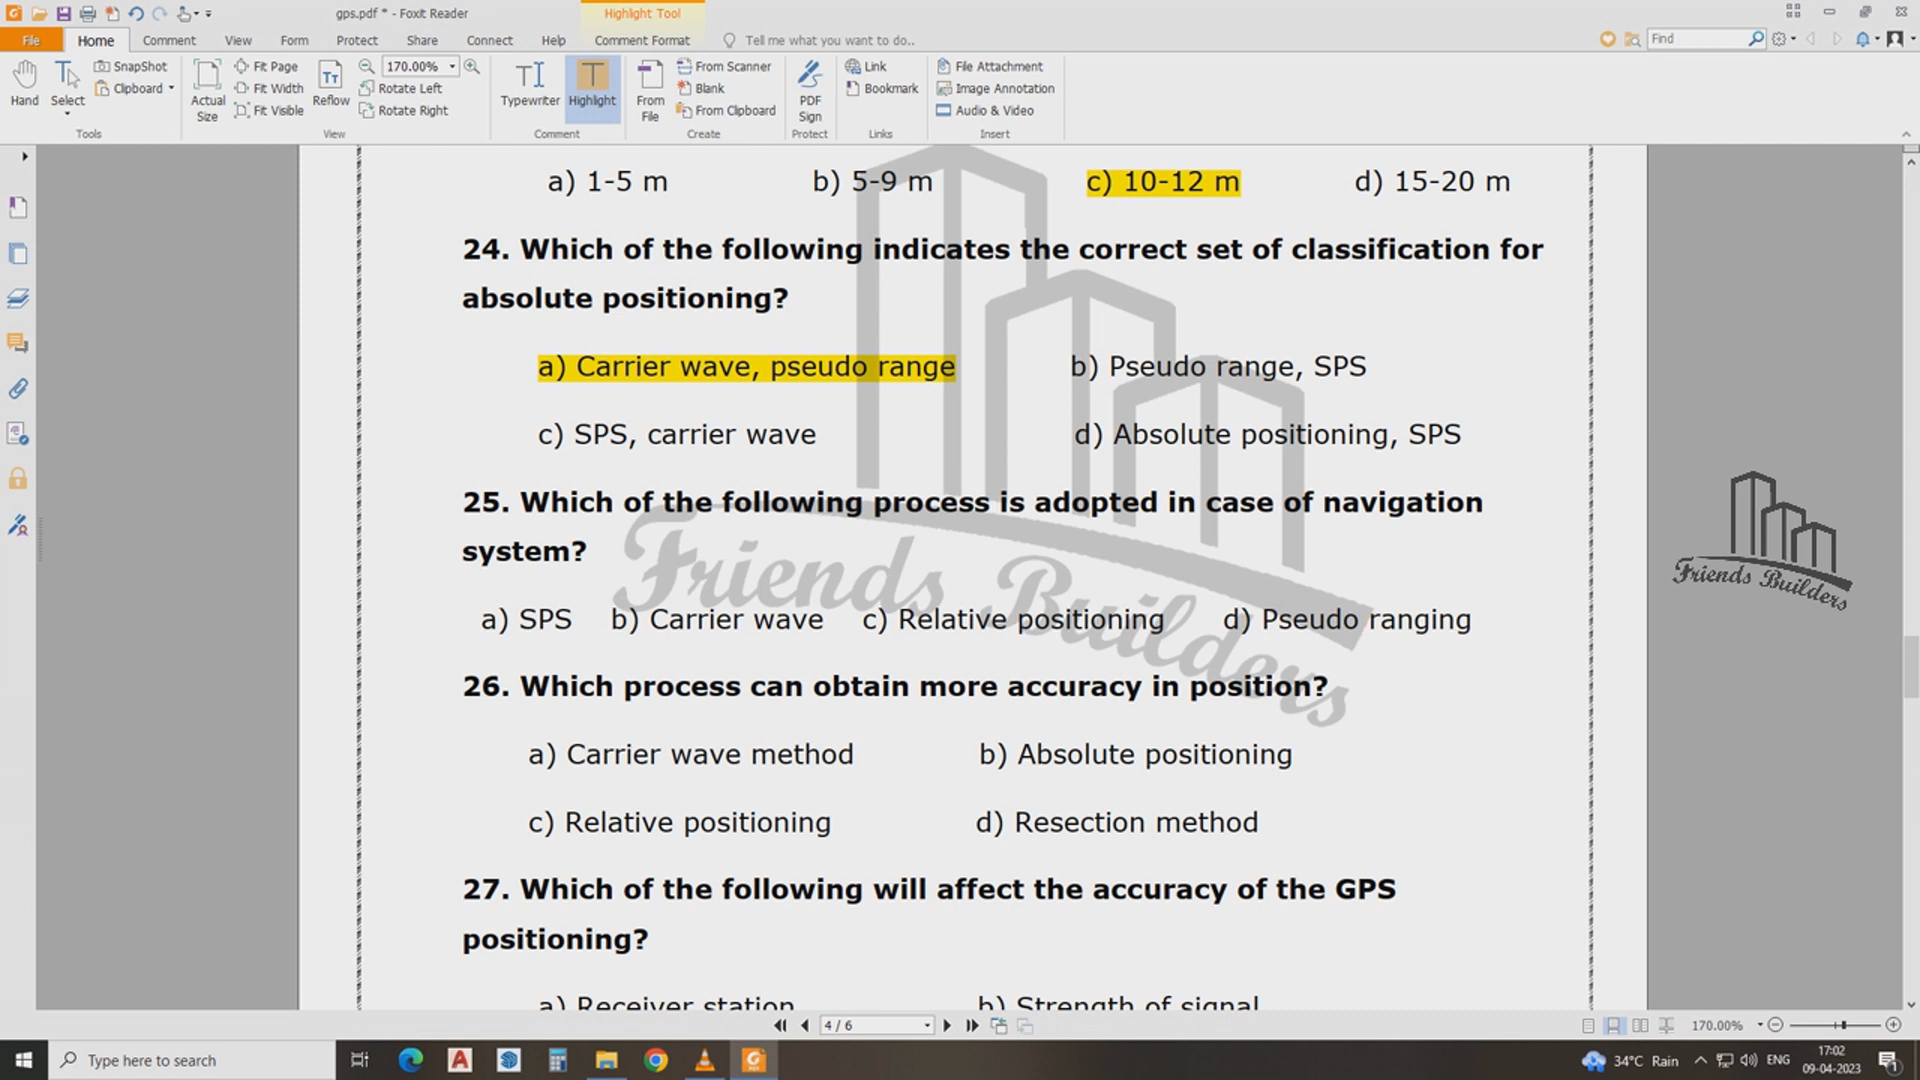 gps.pdf * - Foxit Reader
Highlight Tool
File
Home
Comment
View
Form
Protect
Share
Connect
Help
Comment Format
Tell me what you want to do..
Find
Hand
Select
SnapShot
Clipboard
Tools
Actual Size
Fit Page
Fit Width
Fit Visible
Reflow
170.00%
Rotate Left
Rotate Right
View
Typewriter
Highlight
Comment
From File
From Scanner
Blank
From Clipboard
Create
PDF Sign
Protect
Link
Bookmark
Links
File Attachment
Image Annotation
Audio & Video
Insert
a) 1-5 m b) 5-9 m c) 10-12 m d) 15-20 m
24. Which of the following indicates the correct set of classification for
absolute positioning?
a) Carrier wave, pseudo range b) Pseudo range, SPS
c) SPS, carrier wave d) Absolute positioning, SPS
25. Which of the following process is adopted in case of navigation
system?
a) SPS b) Carrier wave c) Relative positioning d) Pseudo ranging
26. Which process can obtain more accuracy in position?
a) Carrier wave method b) Absolute positioning
c) Relative positioning d) Resection method
27. Which of the following will affect the accuracy of the GPS
positioning?
a) Receiver station b) Strength of signal
Friends Builders
Friends Builders
4 / 6
170.00%
Type here to search
34°C Rain
ENG
17:02
09-04-2023